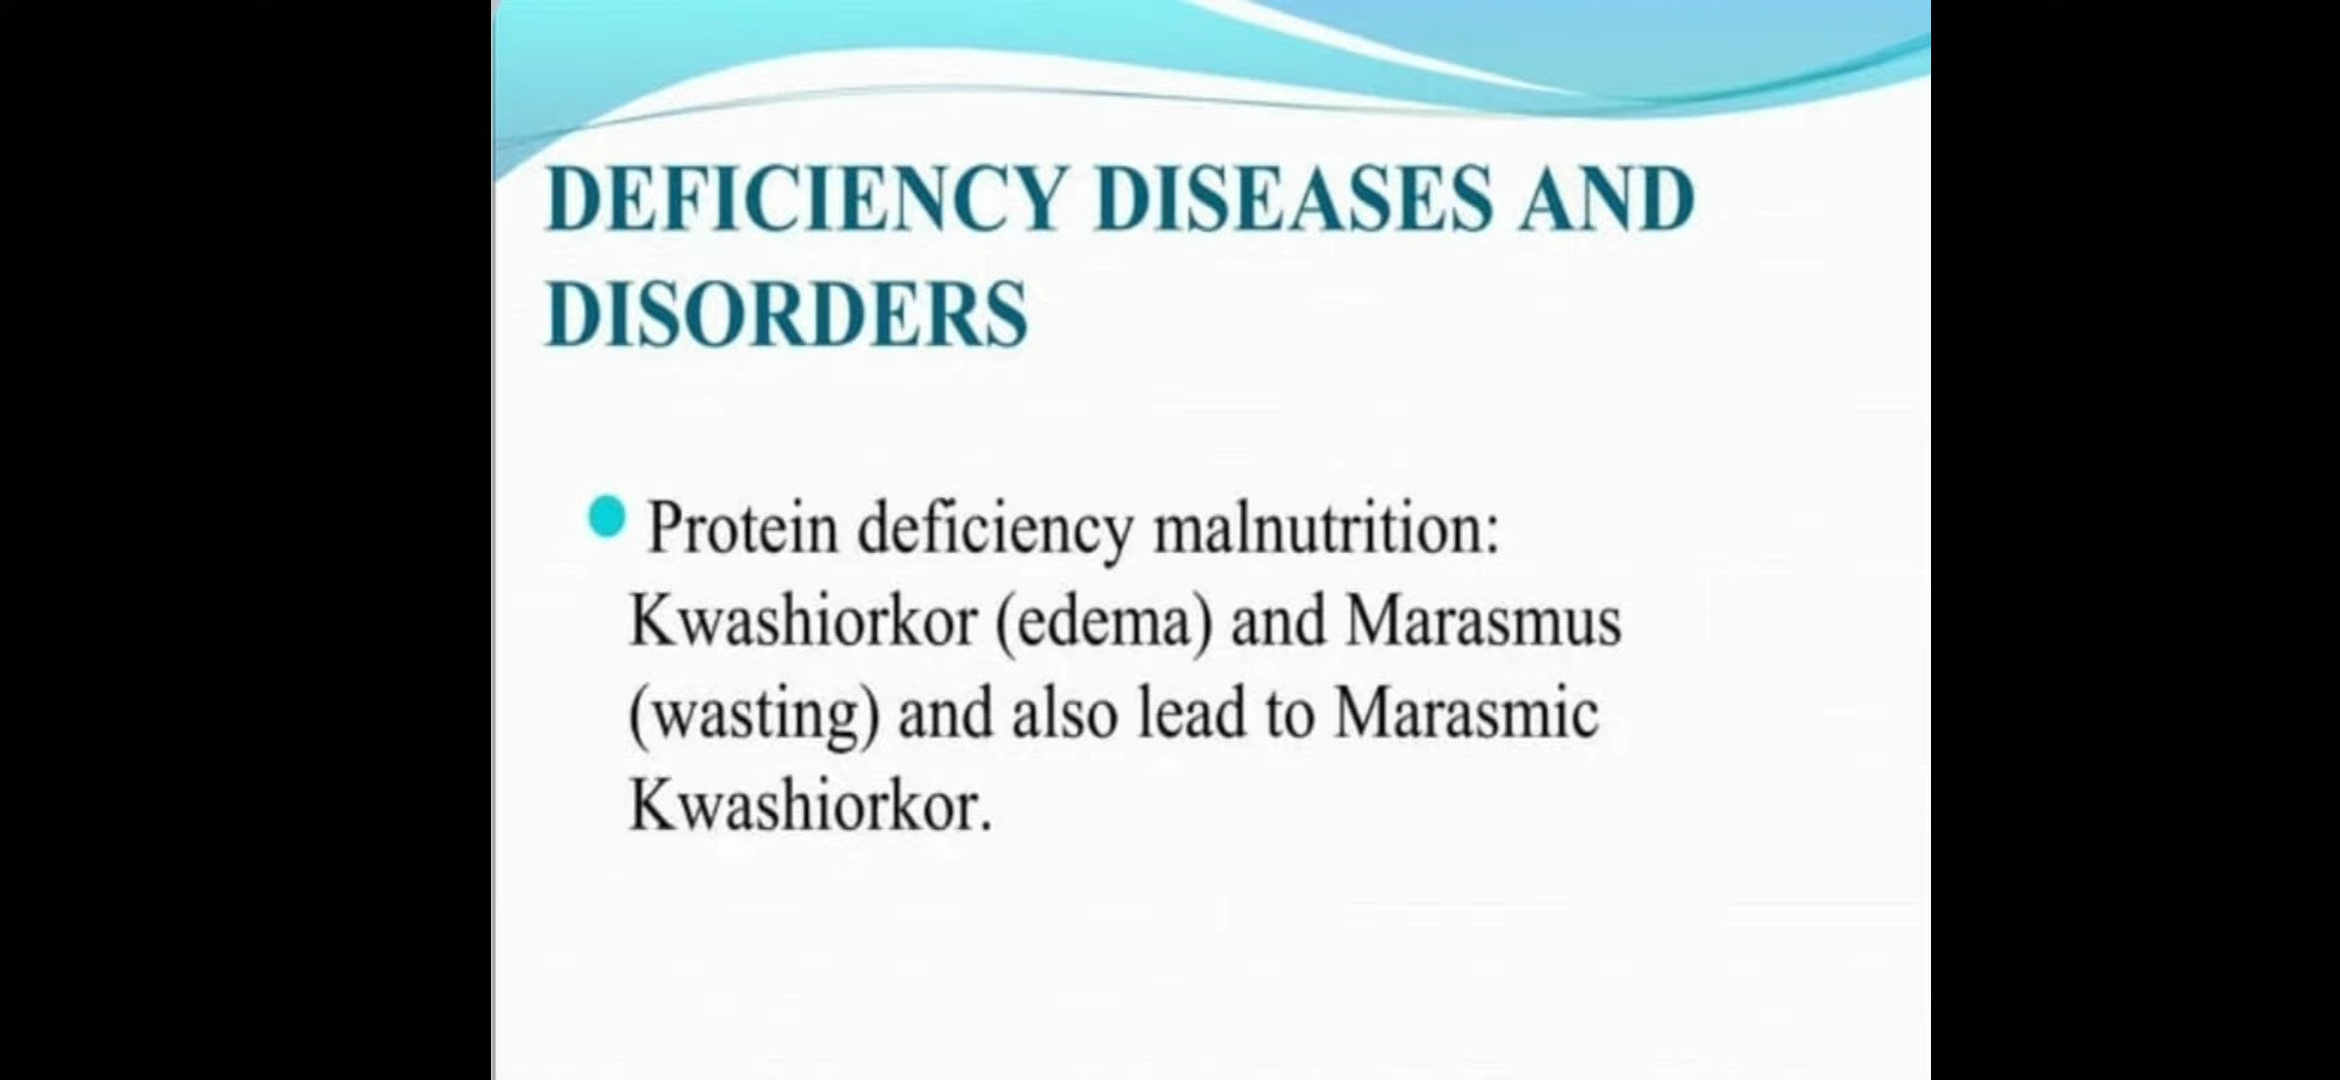 DEFICIENCY DISEASES AND
DISORDERS
Protein deficiency malnutrition:
Kwashiorkor (edema) and Marasmus
(wasting) and also lead to Marasmic
Kwashiorkor.